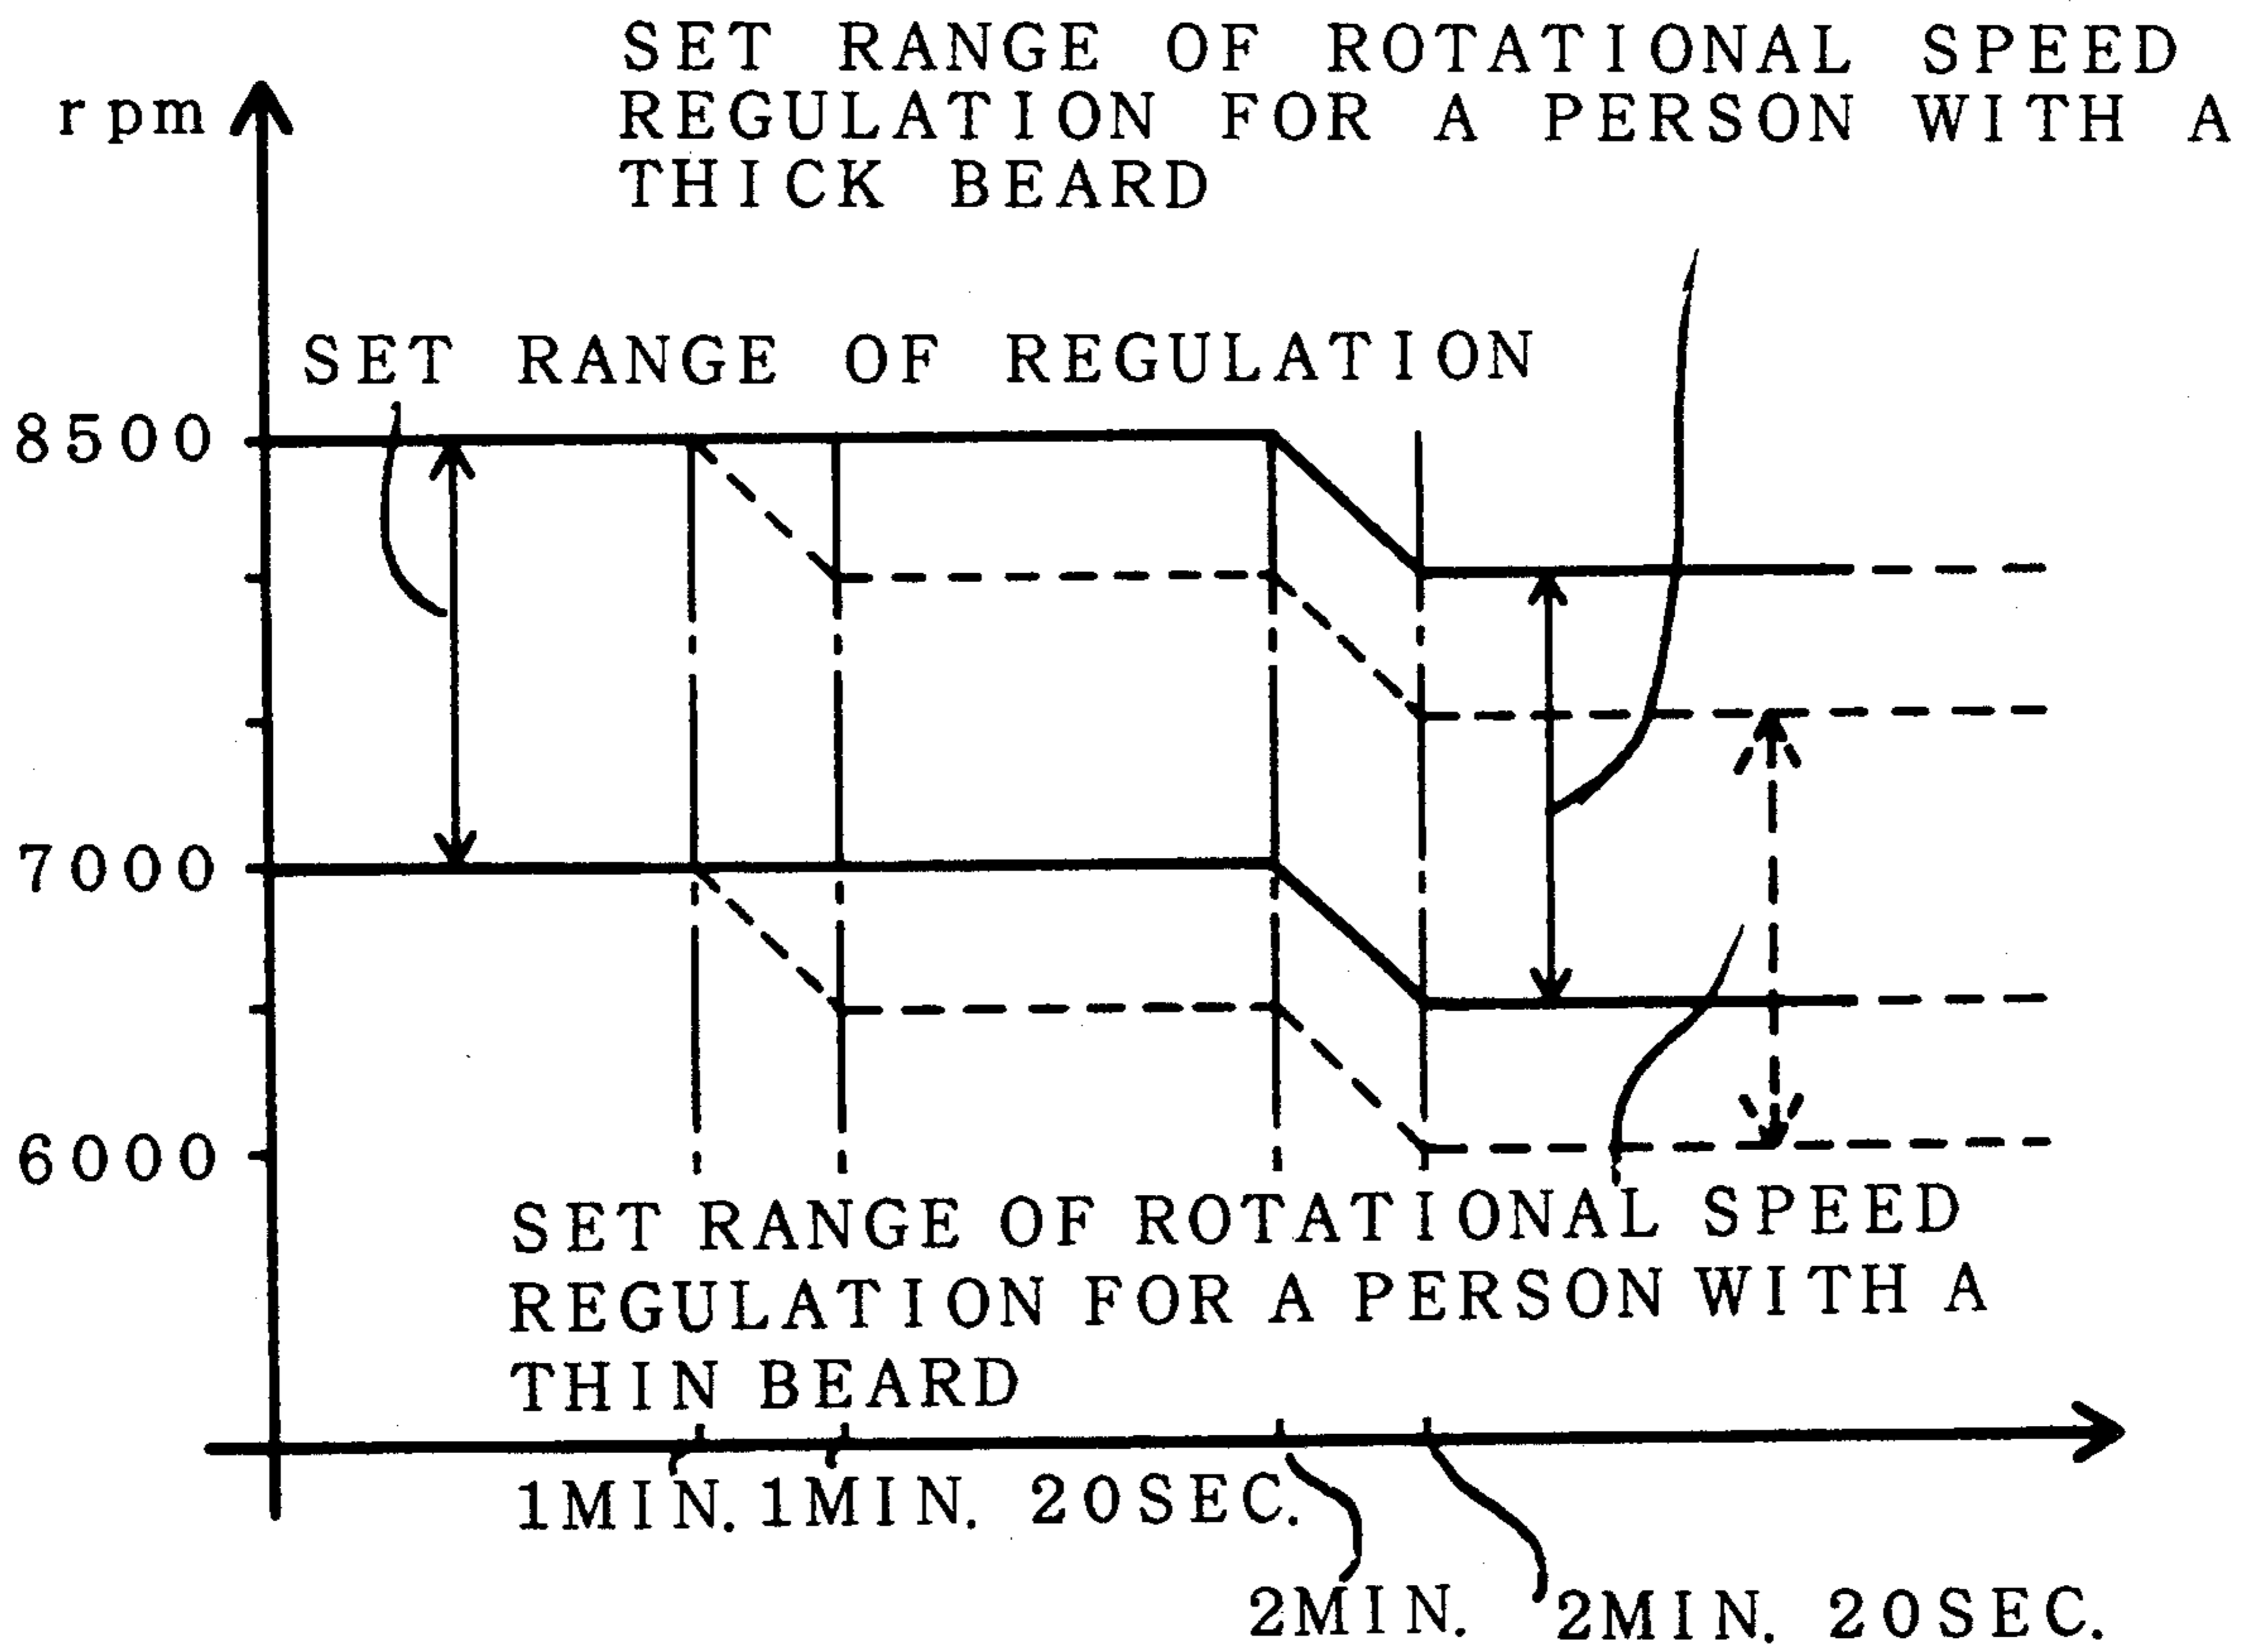 SET RANGE OF ROTATIONAL SPEED
REGULATION FOR A PERSON WITH A
THICK BEARD
rpm
SET RANGE OF REGULATION
8500
7000
6000
SET RANGE OF ROTATIONAL SPEED
REGULATION FOR A PERSON WITH A
THIN BEARD
1MIN. 1MIN. 20SEC.
2MIN. 2MIN. 20SEC.